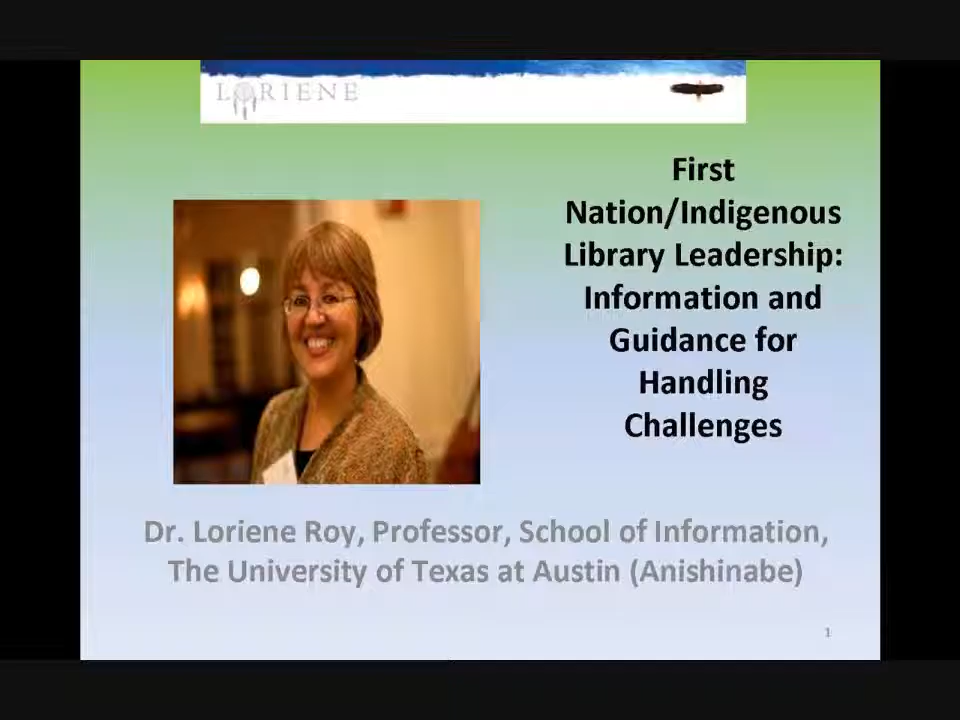 LORIENE
First
Nation/Indigenous
Library Leadership:
Information and
Guidance for
Handling
Challenges
Dr. Loriene Roy, Professor, School of Information,
The University of Texas at Austin (Anishinabe)
1